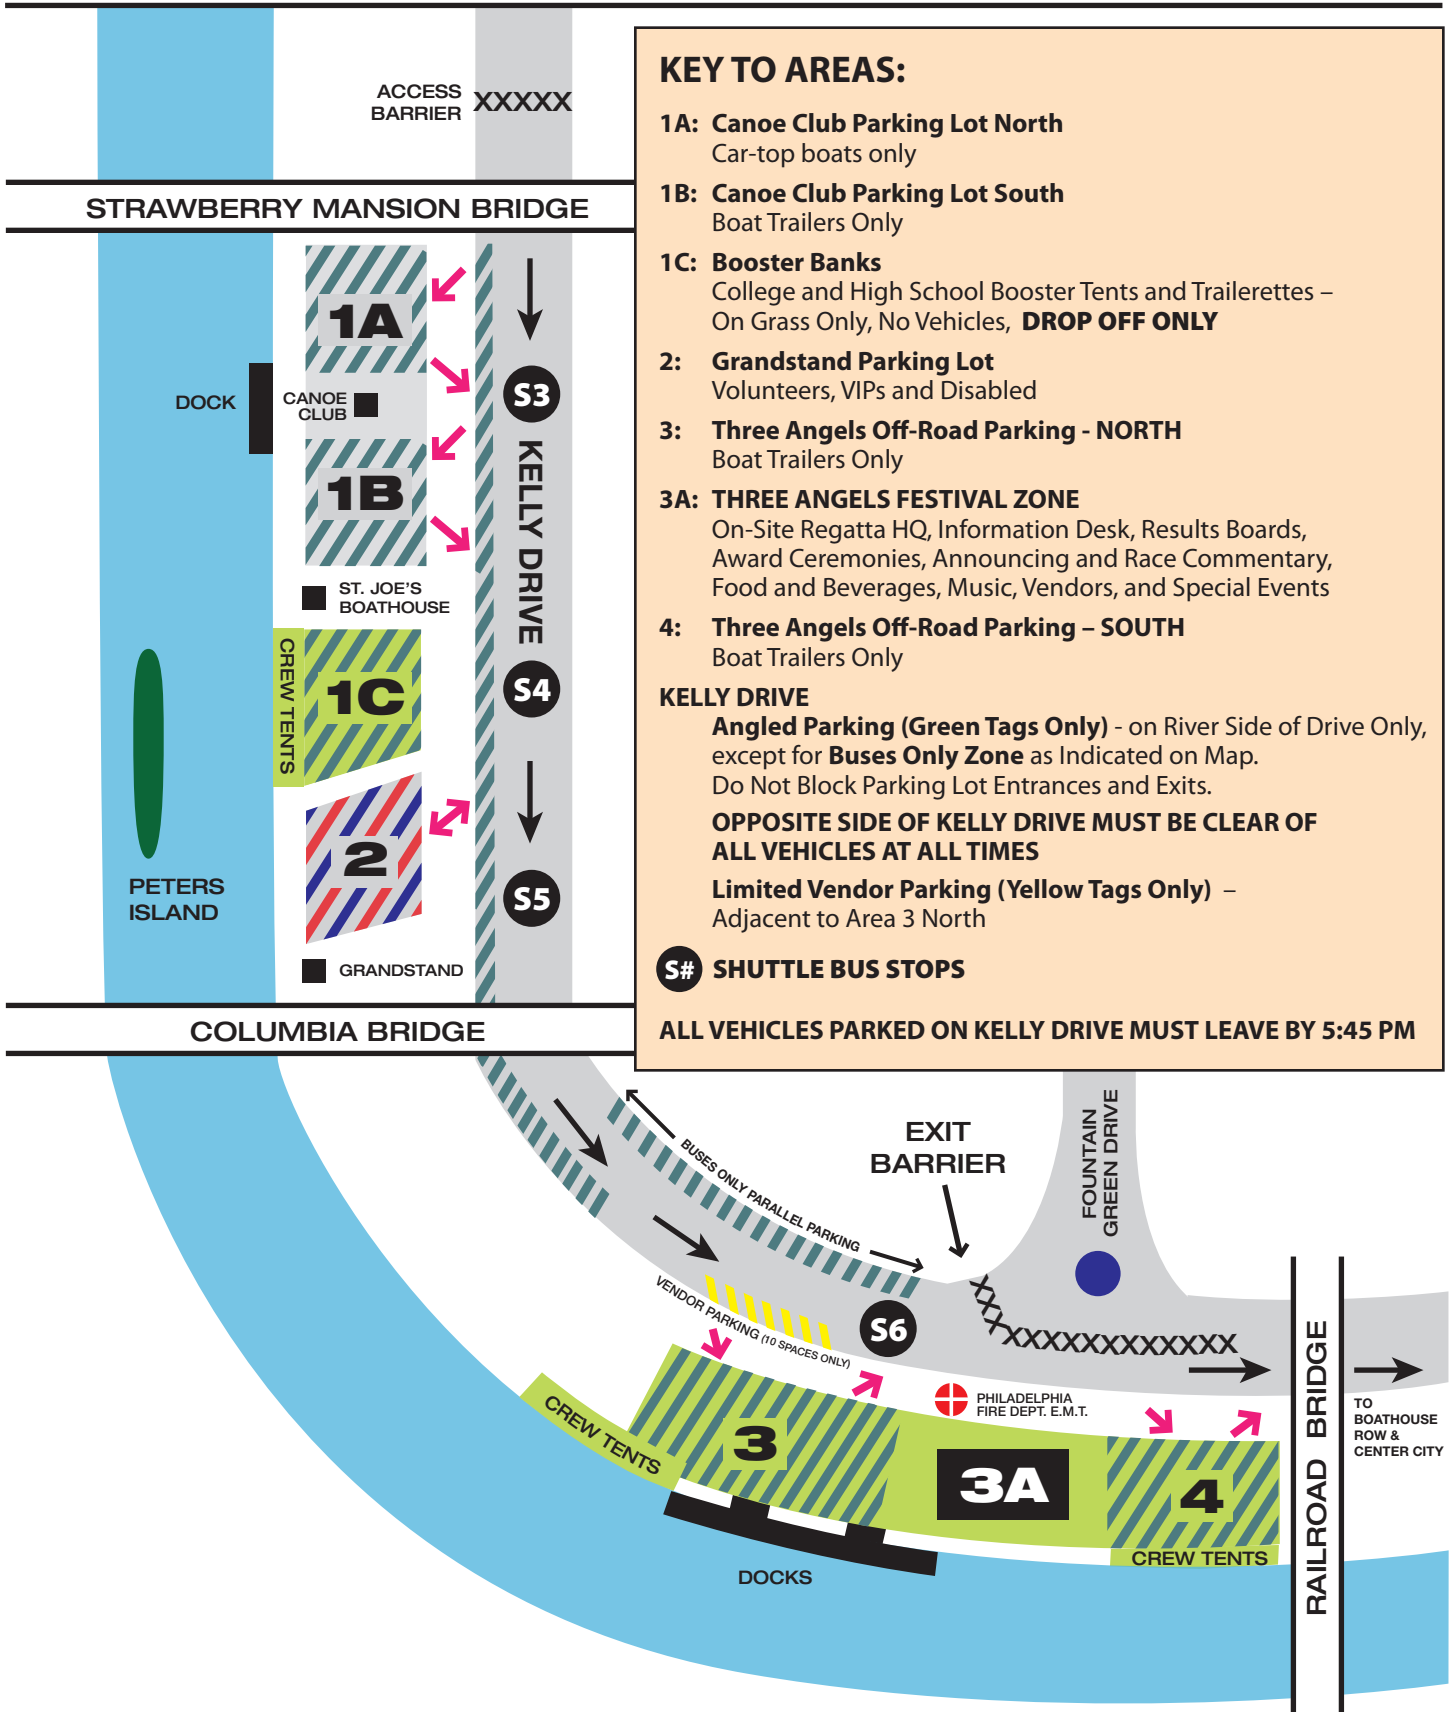 ACCESS
BARRIER
XXXXX
STRAWBERRY MANSION BRIDGE
1A
DOCK
CANOE
CLUB
S3
1B
KELLY DRIVE
ST. JOE'S
BOATHOUSE
CREW TENTS
1C
S4
2
S5
PETERS
ISLAND
GRANDSTAND
COLUMBIA BRIDGE
KEY TO AREAS:
1A: Canoe Club Parking Lot North
Car-top boats only
1B: Canoe Club Parking Lot South
Boat Trailers Only
1C: Booster Banks
College and High School Booster Tents and Trailerettes –
On Grass Only, No Vehicles, DROP OFF ONLY
2: Grandstand Parking Lot
Volunteers, VIPs and Disabled
3: Three Angels Off-Road Parking - NORTH
Boat Trailers Only
3A: THREE ANGELS FESTIVAL ZONE
On-Site Regatta HQ, Information Desk, Results Boards,
Award Ceremonies, Announcing and Race Commentary,
Food and Beverages, Music, Vendors, and Special Events
4: Three Angels Off-Road Parking – SOUTH
Boat Trailers Only
KELLY DRIVE
Angled Parking (Green Tags Only) - on River Side of Drive Only,
except for Buses Only Zone as Indicated on Map.
Do Not Block Parking Lot Entrances and Exits.
OPPOSITE SIDE OF KELLY DRIVE MUST BE CLEAR OF
ALL VEHICLES AT ALL TIMES
Limited Vendor Parking (Yellow Tags Only) –
Adjacent to Area 3 North
S# SHUTTLE BUS STOPS
ALL VEHICLES PARKED ON KELLY DRIVE MUST LEAVE BY 5:45 PM
BUSES ONLY PARALLEL PARKING
EXIT
BARRIER
FOUNTAIN
GREEN DRIVE
VENDOR PARKING (10 SPACES ONLY)
S6
XXXXXXXXXXXXXXXX
PHILADELPHIA
FIRE DEPT. E.M.T.
CREW TENTS
3
3A
4
CREW TENTS
DOCKS
RAILROAD BRIDGE
TO
BOATHOUSE
ROW &
CENTER CITY